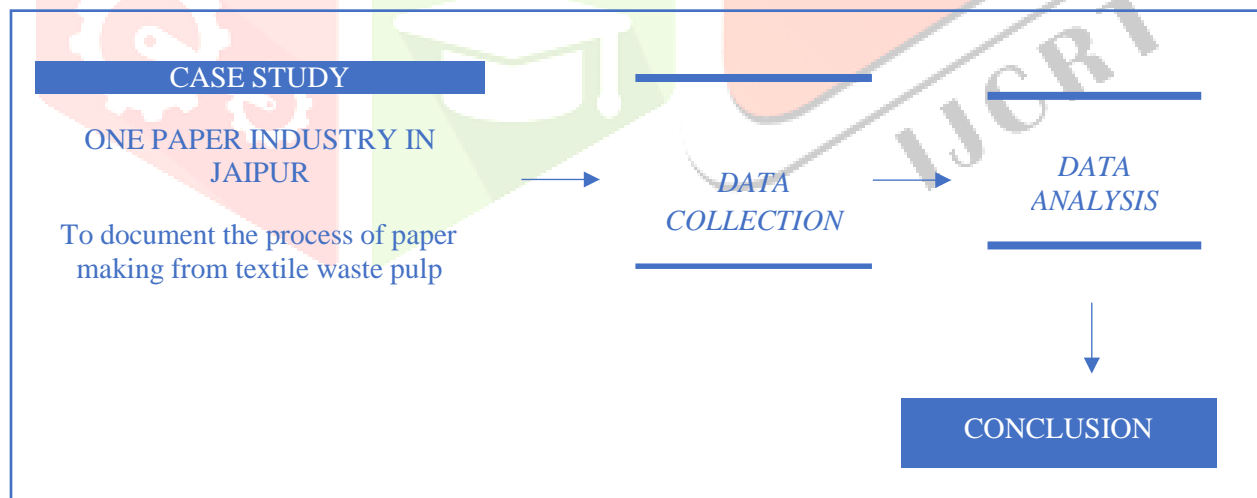 CASE STUDY
ONE PAPER INDUSTRY IN
JAIPUR
To document the process of paper
making from textile waste pulp
DATA
COLLECTION
DATA
ANALYSIS
CONCLUSION
IJCRT